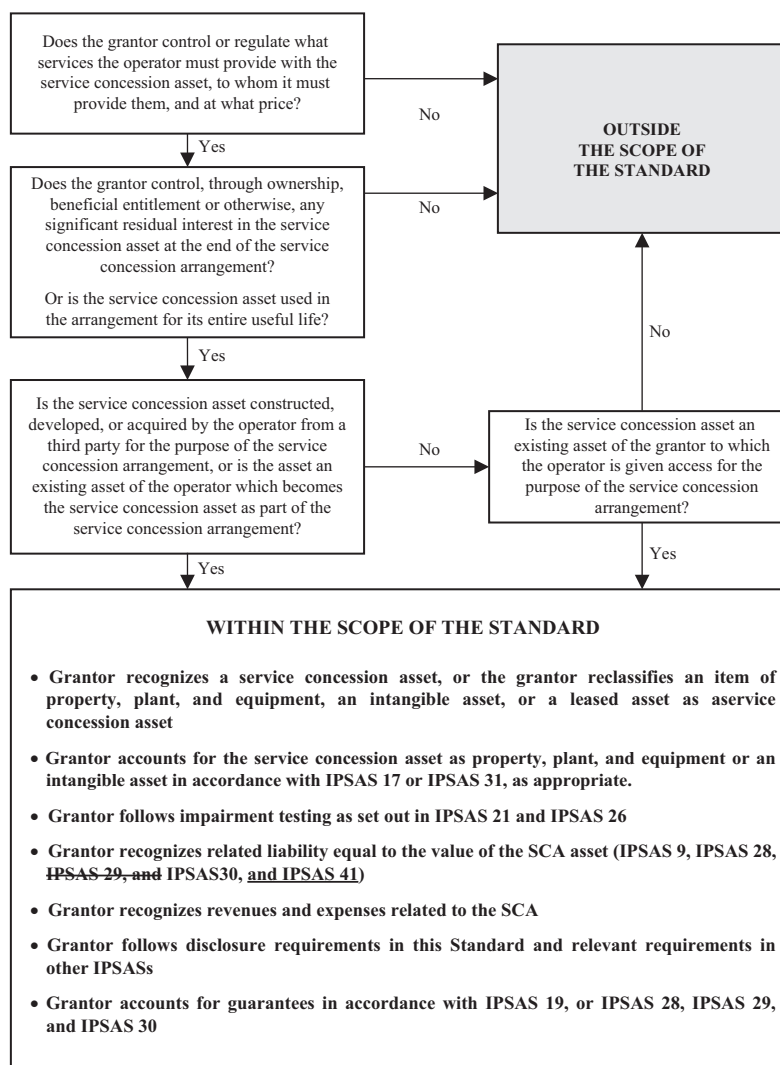 Does the grantor control or regulate what
services the operator must provide with the
service concession asset, to whom it must
provide them, and at what price?
No
OUTSIDE
THE SCOPE OF
THE STANDARD
Yes
Does the grantor control, through ownership,
beneficial entitlement or otherwise, any
significant residual interest in the service
concession asset at the end of the service
concession arrangement?
Or is the service concession asset used in
the arrangement for its entire useful life?
No
No
Yes
Is the service concession asset constructed,
developed, or acquired by the operator from a
third party for the purpose of the service
concession arrangement, or is the asset an
existing asset of the operator which becomes
the service concession asset as part of the
service concession arrangement?
No
Is the service concession asset an
existing asset of the grantor to which
the operator is given access for the
purpose of the service concession
arrangement?
Yes
Yes
WITHIN THE SCOPE OF THE STANDARD
• Grantor recognizes a service concession asset, or the grantor reclassifies an item of
property, plant, and equipment, an intangible asset, or a leased asset as aservice
concession asset
• Grantor accounts for the service concession asset as property, plant, and equipment or an
intangible asset in accordance with IPSAS 17 or IPSAS 31, as appropriate.
• Grantor follows impairment testing as set out in IPSAS 21 and IPSAS 26
• Grantor recognizes related liability equal to the value of the SCA asset (IPSAS 9, IPSAS 28,
IPSAS 29, and IPSAS30, and IPSAS 41)
• Grantor recognizes revenues and expenses related to the SCA
• Grantor follows disclosure requirements in this Standard and relevant requirements in
other IPSASs
• Grantor accounts for guarantees in accordance with IPSAS 19, or IPSAS 28, IPSAS 29,
and IPSAS 30